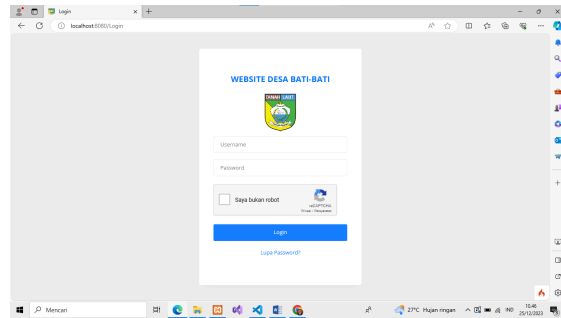 Login
localhost:8080/Login
WEBSITE DESA BATI-BATI
TANAH LAUT
Username
Password
Saya bukan robot
reCAPTCHA
Privasi - Persyaratan
Login
Lupa Password?
Mencari
27°C Hujan ringan
IND
10.46
25/12/2023